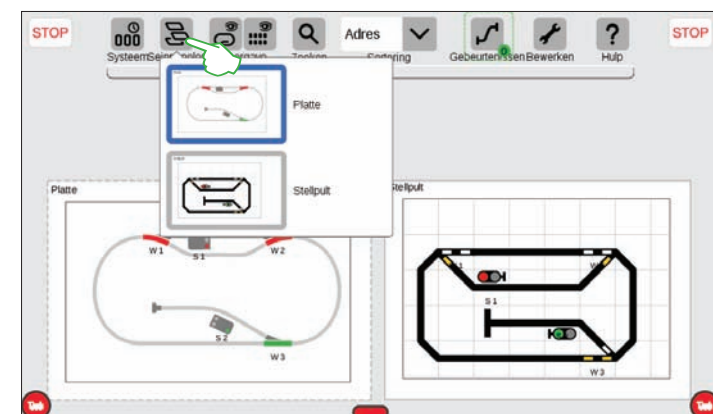 STOP
000
Adres
?
STOP
Systeem
Zoeken
Sortering
Gebeurtenissen
Bewerken
Hulp
Platte
Stellpult
Platte
Stellpult
W 1
S 1
W 2
S 2
W 3
S 1
W 3